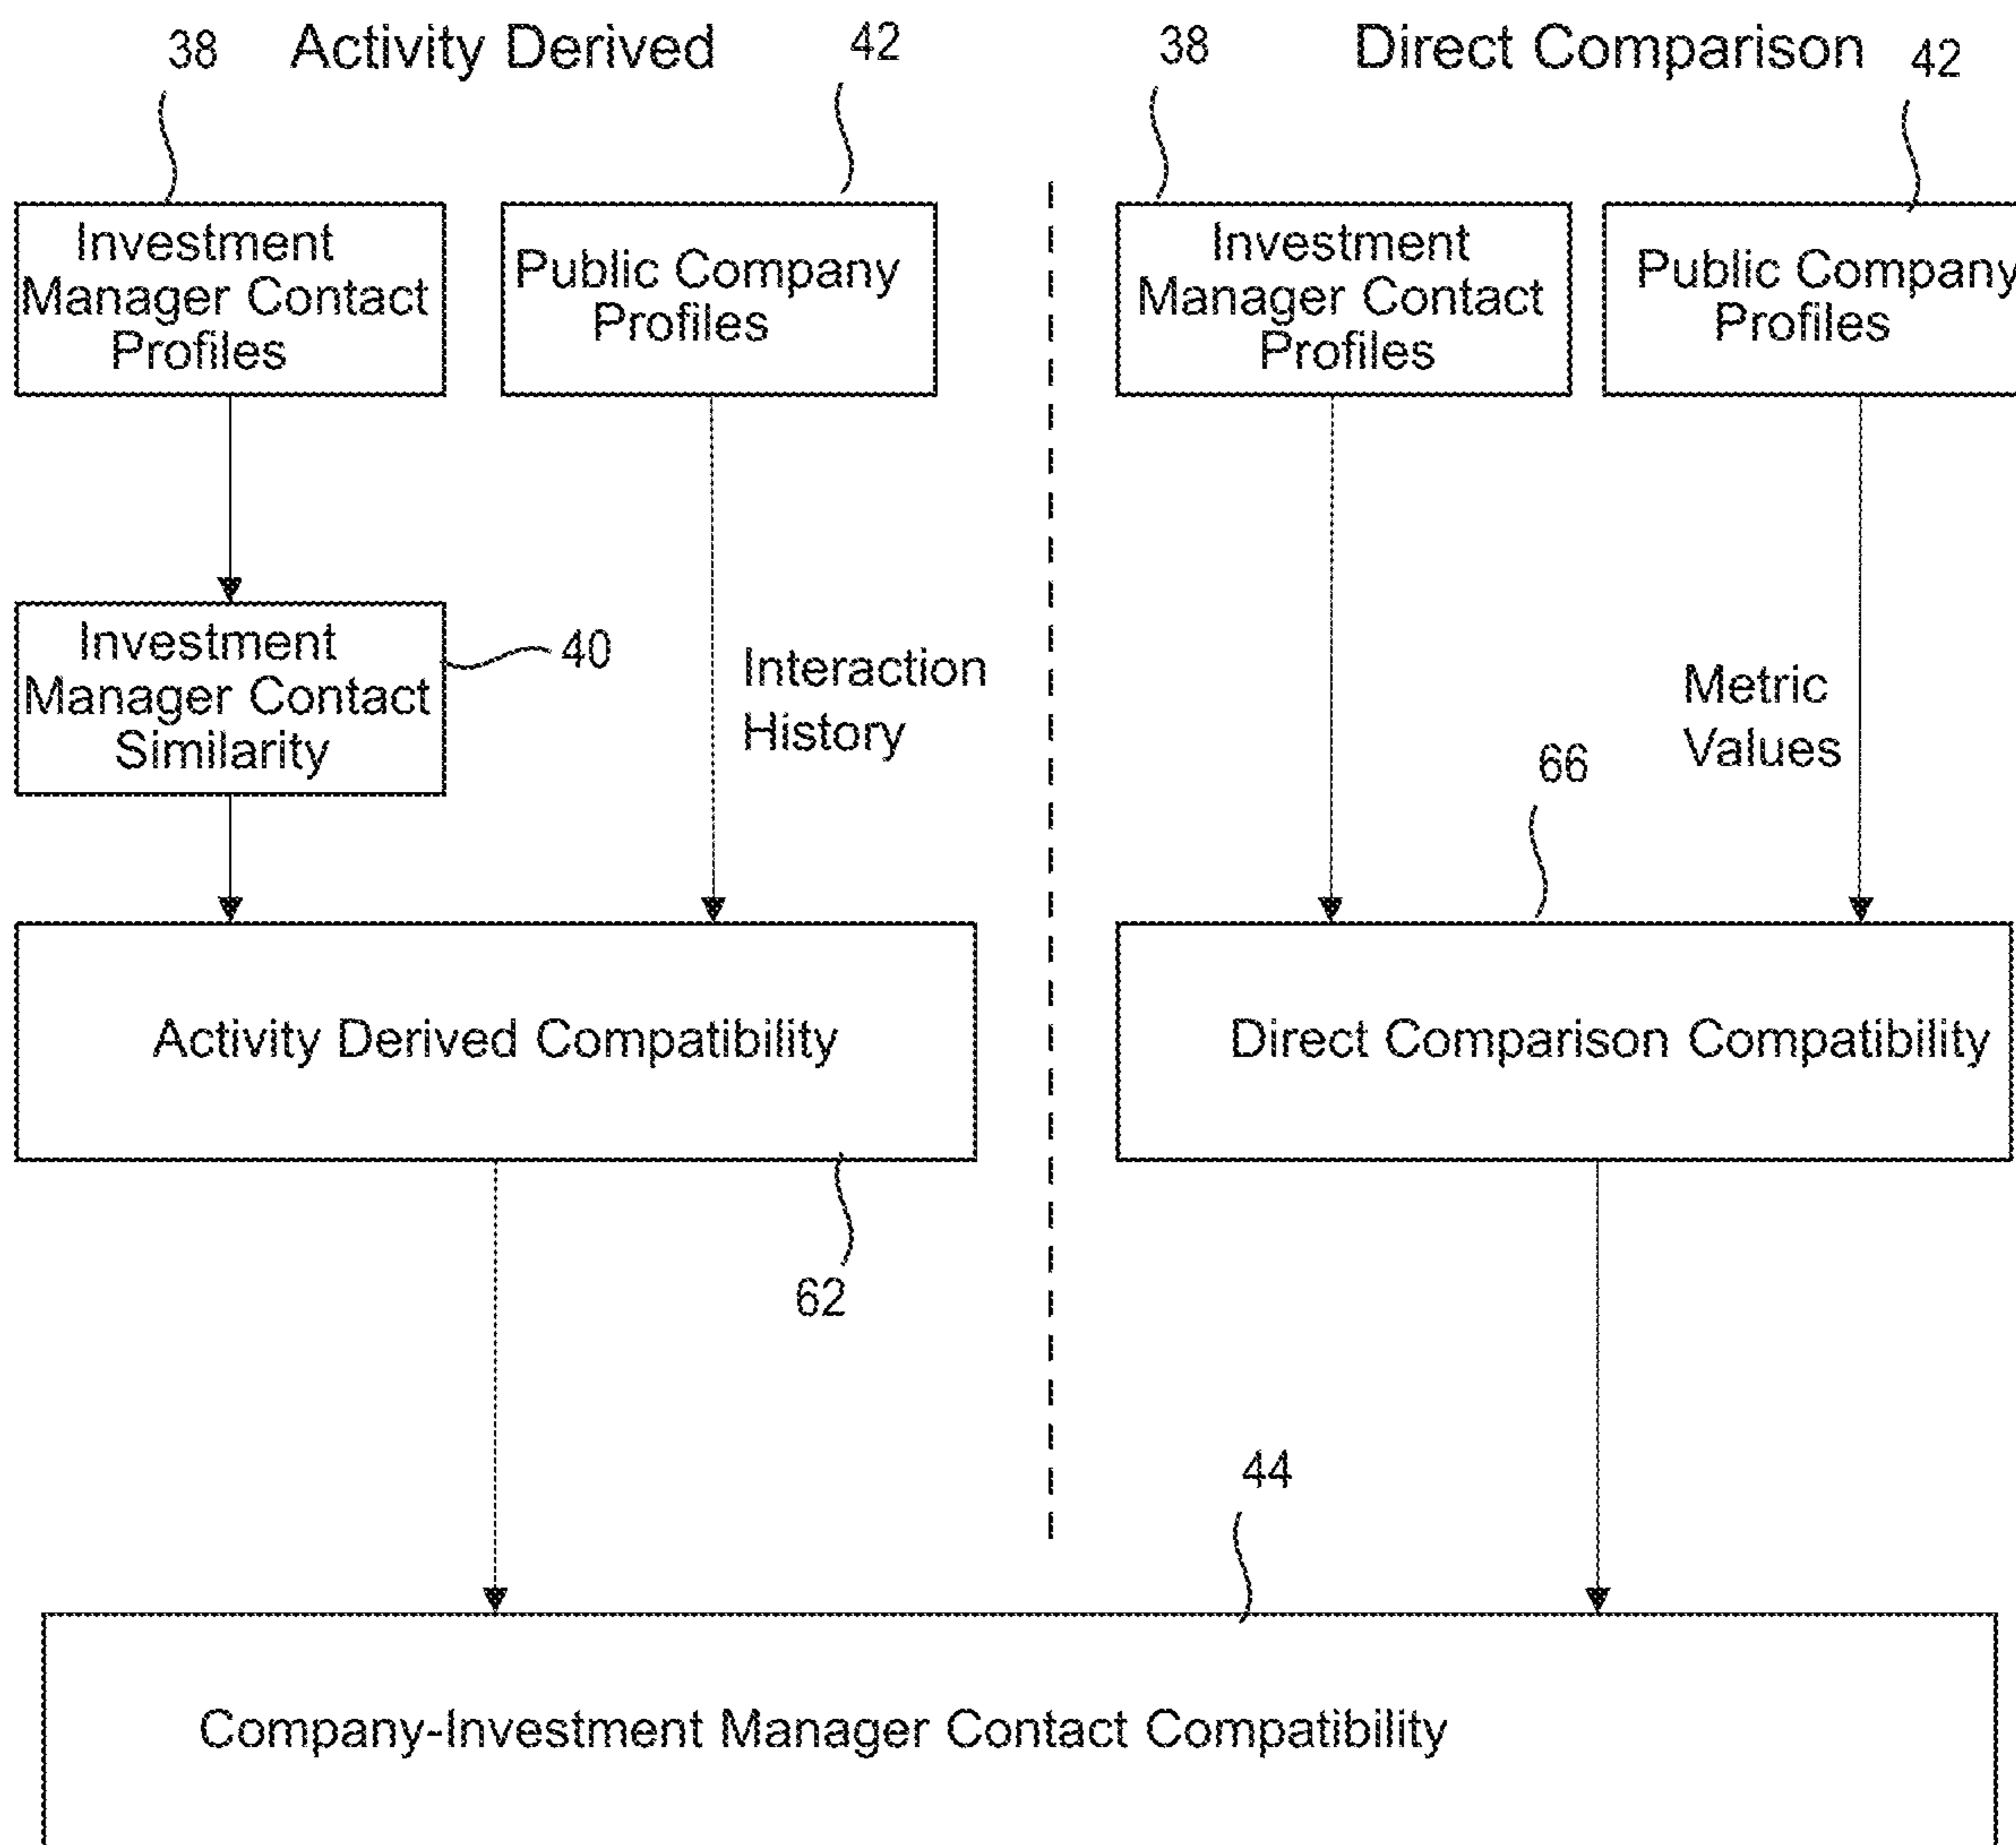 38
Activity Derived
42
38
Direct Comparison
42
Investment
Manager Contact
Profiles
Public Company
Profiles
Investment
Manager Contact
Profiles
Public Company
Profiles
Investment
Manager Contact
Similarity
40
Interaction
History
Metric
Values
66
Activity Derived Compatibility
Direct Comparison Compatibility
62
44
Company-Investment Manager Contact Compatibility